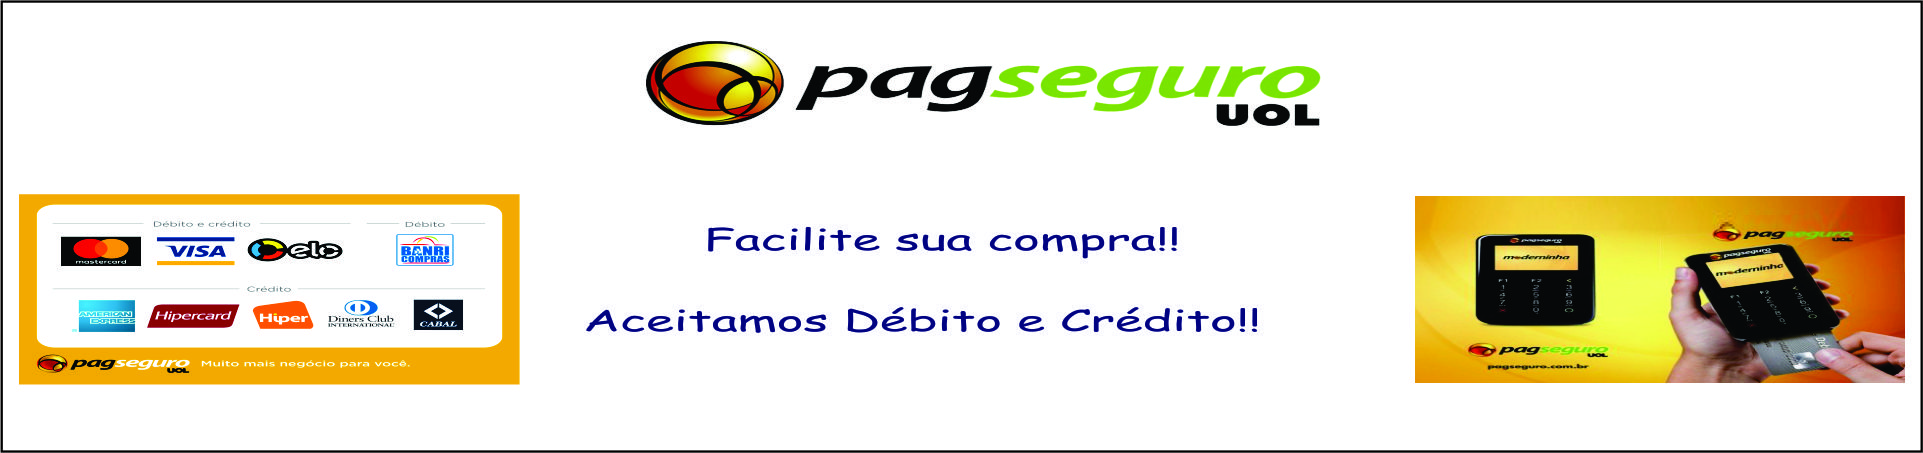 pagseguro
UOL
Débito e crédito
Débito
mastercard
VISA
elo
BANRI
COMPRAS
Crédito
AMERICAN
EXPRESS
Hipercard
Hiper
Diners Club
INTERNATIONAL
CABAL
pagseguro
UOL
Muito mais negócio para você.
Facilite sua compra!!
Aceitamos Débito e Crédito!!
pagseguro
moderninha
pagseguro
UOL
pagseguro.com.br
pagseguro
UOL
pagseguro
moderninha